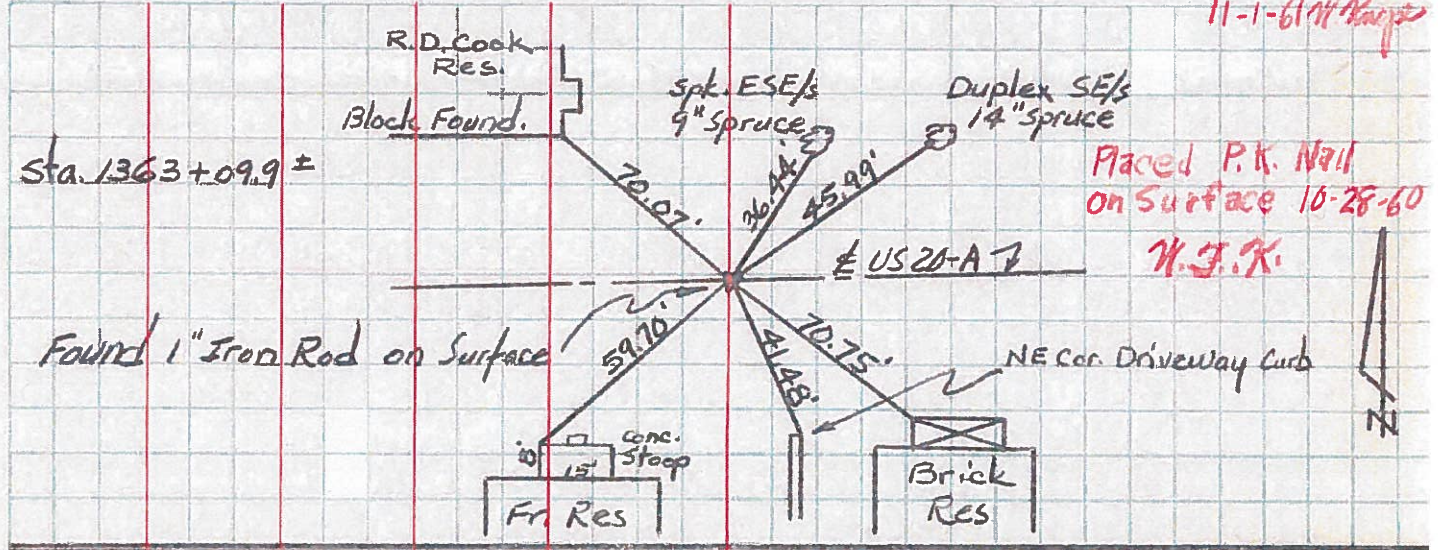 11-1-61
R.D. Cook
Res.
Block Found.
Spk. ESE/s
9" Spruce
Duplex SE/s
14" Spruce
Sta. 1363+09.9 ±
Placed P.K. Nail
on Surface 10-28-60
70.07'
36.44'
45.99'
℄ US 20-A
Found 1" Iron Rod on Surface
59.70'
41.48'
70.75'
NE Cor. Driveway Curb
N
8'
15'
Conc.
Stoop
Fr. Res
Brick
Res